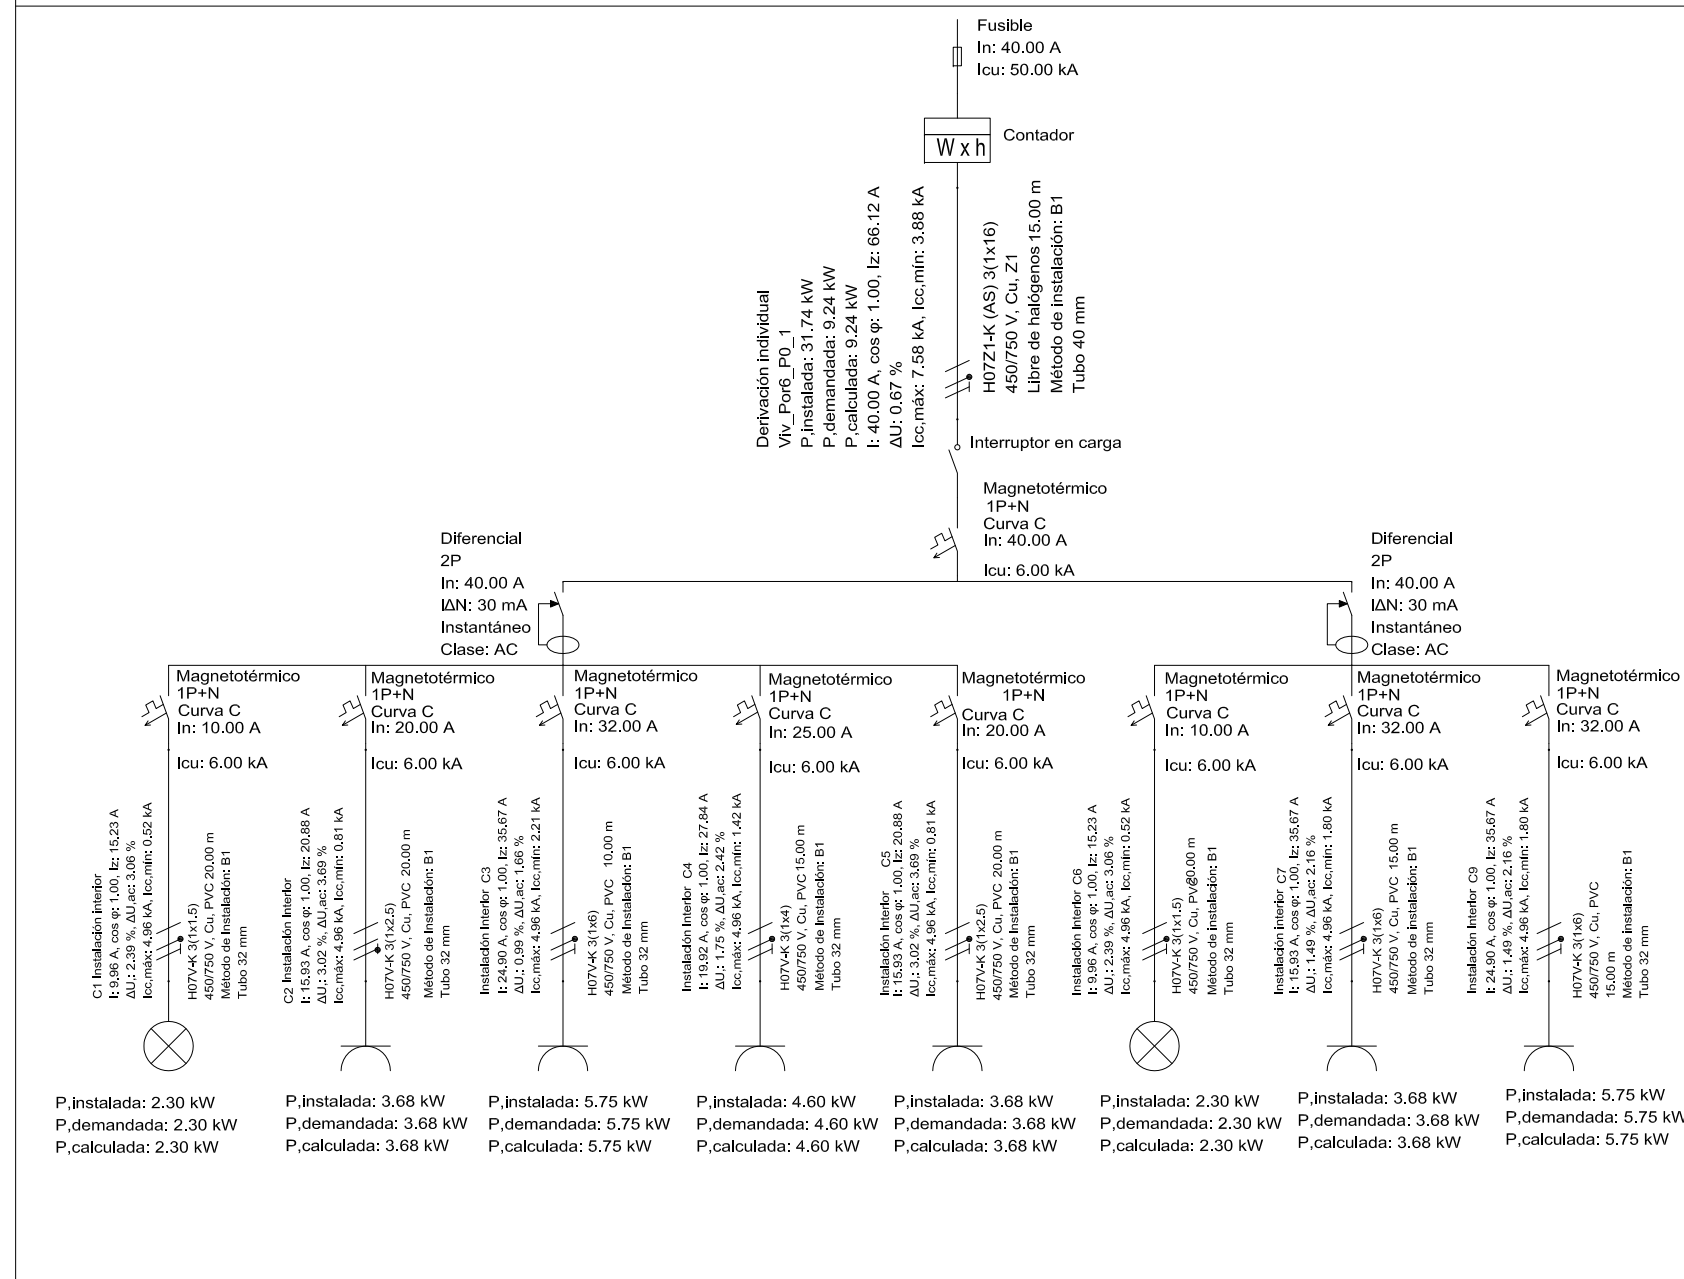 Fusible
In: 40.00 A
Icu: 50.00 kA
Contador
W x h
Derivación individual
Viv_Por6_P0_1
P,instalada: 31.74 kW
P,demandada: 9.24 kW
P,calculada: 9.24 kW
I: 40.00 A, cos φ: 1.00, Iz: 66.12 A
ΔU: 0.67 %
Icc,máx: 7.58 kA, Icc,mín: 3.88 kA
H07Z1-K (AS) 3(1x16)
450/750 V, Cu, Z1
Libre de halógenos 15.00 m
Método de instalación: B1
Tubo 40 mm
Interruptor en carga
Magnetotérmico
1P+N
Curva C
In: 40.00 A
Icu: 6.00 kA
Diferencial
2P
In: 40.00 A
IΔN: 30 mA
Instantáneo
Clase: AC
Diferencial
2P
In: 40.00 A
IΔN: 30 mA
Instantáneo
Clase: AC
Magnetotérmico
1P+N
Curva C
In: 10.00 A
Icu: 6.00 kA
Magnetotérmico
1P+N
Curva C
In: 20.00 A
Icu: 6.00 kA
Magnetotérmico
1P+N
Curva C
In: 32.00 A
Icu: 6.00 kA
Magnetotérmico
1P+N
Curva C
In: 25.00 A
Icu: 6.00 kA
Magnetotérmico
1P+N
Curva C
In: 20.00 A
Icu: 6.00 kA
Magnetotérmico
1P+N
Curva C
In: 10.00 A
Icu: 6.00 kA
Magnetotérmico
1P+N
Curva C
In: 32.00 A
Icu: 6.00 kA
Magnetotérmico
1P+N
Curva C
In: 32.00 A
Icu: 6.00 kA
C1 Instalación interior
I: 9.96 A, cos φ: 1.00, Iz: 15.23 A
ΔU,: 2.39 %, ΔU,ac: 3.06 %
Icc,máx: 4.96 kA, Icc,mín: 0.52 kA
H07V-K 3(1x1.5)
450/750 V, Cu, PVC 20.00 m
Método de Instalación: B1
Tubo 32 mm
C2 Instalación Interior
I: 15.93 A, cos φ: 1.00, Iz: 20.88 A
ΔU,: 3.02 %, ΔU,ac: 3.69 %
Icc,máx: 4.96 kA, Icc,mín: 0.81 kA
H07V-K 3(1x2.5)
450/750 V, Cu, PVC 20.00 m
Método de Instalación: B1
Tubo 32 mm
Instalación Interior C3
I: 24.90 A, cos φ: 1.00, Iz: 35.67 A
ΔU,: 0.99 %, ΔU,ac: 1.66 %
Icc,máx: 4.96 kA, Icc,mín: 2.21 kA
H07V-K 3(1x6)
450/750 V, Cu, PVC 10.00 m
Método de Instalación: B1
Tubo 32 mm
Instalación Interior C4
I: 19.92 A, cos φ: 1.00, Iz: 27.84 A
ΔU,: 1.75 %, ΔU,ac: 2.42 %
Icc,máx: 4.96 kA, Icc,mín: 1.42 kA
H07V-K 3(1x4)
450/750 V, Cu, PVC 15.00 m
Método de Instalación: B1
Tubo 32 mm
Instalación Interior C5
I: 15.93 A, cos φ: 1.00, Iz: 20.88 A
ΔU,: 3.02 %, ΔU,ac: 3.69 %
Icc,máx: 4.96 kA, Icc,mín: 0.81 kA
H07V-K 3(1x2.5)
450/750 V, Cu, PVC 20.00 m
Método de Instalación: B1
Tubo 32 mm
Instalación Interior C6
I: 9.96 A, cos φ: 1.00, Iz: 15.23 A
ΔU,: 2.39 %, ΔU,ac: 3.06 %
Icc,máx: 4.96 kA, Icc,mín: 0.52 kA
H07V-K 3(1x1.5)
450/750 V, Cu,
Método de instalación: B1
Tubo 32 mm
Instalación Interior C7
I: 15.93 A, cos φ: 1.00, Iz: 35.67 A
ΔU,: 1.49 %, ΔU,ac: 2.16 %
Icc,máx: 4.96 kA, Icc,mín: 1.80 kA
H07V-K 3(1x6)
450/750 V, Cu, PVC 15.00 m
Método de instalación: B1
Tubo 32 mm
Instalación Interior C9
I: 24.90 A, cos φ: 1.00, Iz: 35.67 A
ΔU,: 1.49 %, ΔU,ac: 2.16 %
Icc,máx: 4.96 kA, Icc,mín: 1.80 kA
H07V-K 3(1x6)
450/750 V, Cu, PVC
15.00 m
Método de instalación: B1
Tubo 32 mm
P,instalada: 2.30 kW
P,demandada: 2.30 kW
P,calculada: 2.30 kW
P,instalada: 3.68 kW
P,demandada: 3.68 kW
P,calculada: 3.68 kW
P,instalada: 5.75 kW
P,demandada: 5.75 kW
P,calculada: 5.75 kW
P,instalada: 4.60 kW
P,demandada: 4.60 kW
P,calculada: 4.60 kW
P,instalada: 3.68 kW
P,demandada: 3.68 kW
P,calculada: 3.68 kW
P,instalada: 2.30 kW
P,demandada: 2.30 kW
P,calculada: 2.30 kW
P,instalada: 3.68 kW
P,demandada: 3.68 kW
P,calculada: 3.68 kW
P,instalada: 5.75 kW
P,demandada: 5.75 kW
P,calculada: 5.75 kW